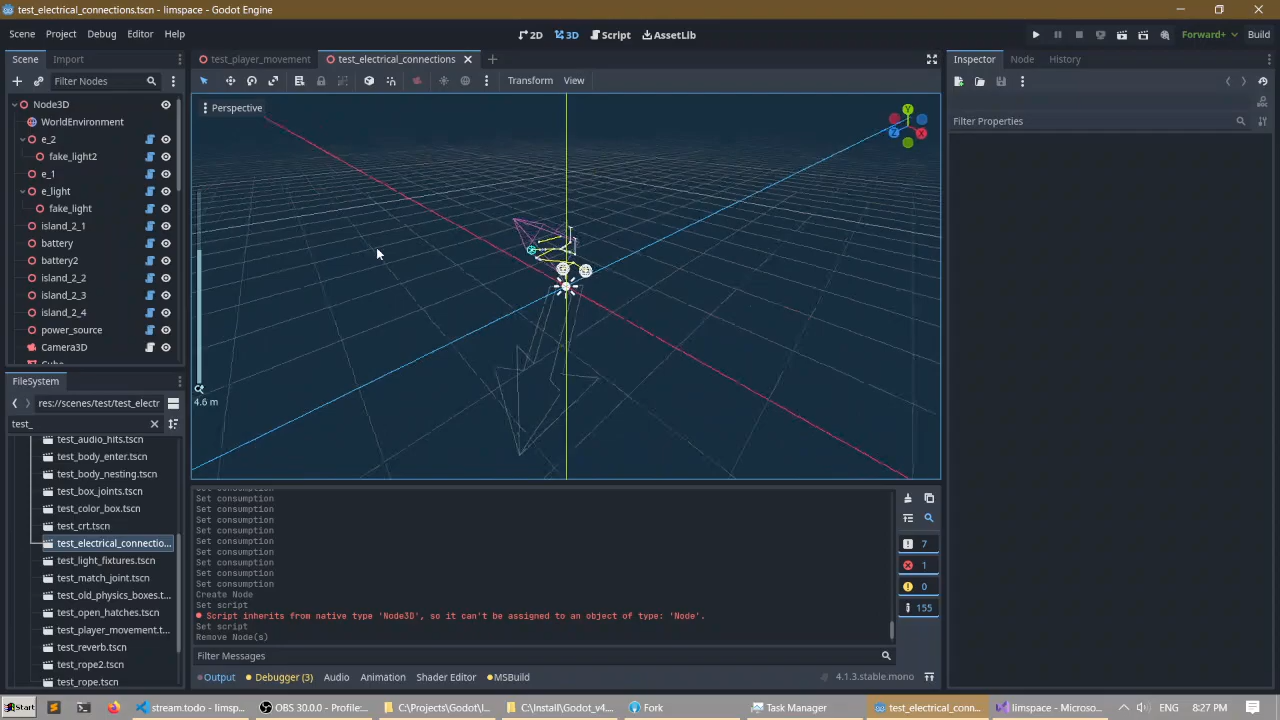 test_electrical_connections.tscn - limspace - Godot Engine
Scene Project Debug Editor Help
2D 3D Script AssetLib
Forward+ Build
Scene Import
test_player_movement test_electrical_connections
Inspector Node History
Filter Nodes
Transform View
Node3D
Perspective
Y
X
Z
WorldEnvironment
Filter Properties
e_2
fake_light2
e_1
e_light
fake_light
island_2_1
battery
battery2
island_2_2
island_2_3
island_2_4
power_source
Camera3D
4.6 m
FileSystem
res://scenes/test/test_electr
test_
test_audio_hits.tscn
test_body_enter.tscn
test_body_nesting.tscn
test_box_joints.tscn
test_color_box.tscn
test_crt.tscn
test_electrical_connectio...
test_light_fixtures.tscn
test_match_joint.tscn
test_old_physics_boxes.t...
test_open_hatches.tscn
test_player_movement.t...
test_reverb.tscn
test_rope2.tscn
test_rope.tscn
Set consumption
Set consumption
Set consumption
Set consumption
Set consumption
Set consumption
Set consumption
Set consumption
Set consumption
Set consumption
Create Node
Set script
Script inherits from native type 'Node3D', so it can't be assigned to an object of type: 'Node'.
Set script
Remove Node(s)
7
1
0
155
Filter Messages
Output Debugger (3) Audio Animation Shader Editor MSBuild
4.1.3.stable.mono
Start
stream.todo - limsp...
OBS 30.0.0 - Profile:...
C:\Projects\Godot\l...
C:\Install\Godot_v4...
Fork
Task Manager
test_electrical_conn...
limspace - Microso...
8:27 PM